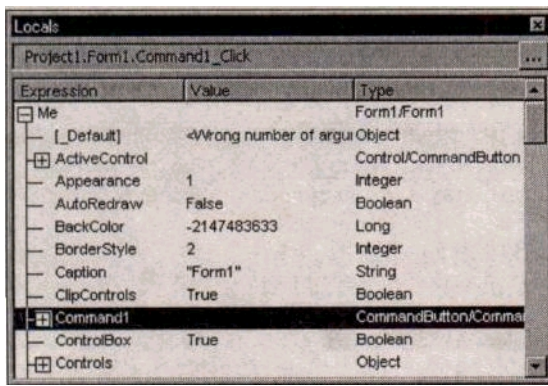 Locals
Project1.Form1.Command1_Click ...
Expression Value Type
Me Form1/Form1
[_Default] <Wrong number of argui Object
ActiveControl Control/CommandButton
Appearance 1 Integer
AutoRedraw False Boolean
BackColor -2147483633 Long
BorderStyle 2 Integer
Caption "Form1" String
ClipControls True Boolean
Command1 CommandButton/Comma
ControlBox True Boolean
Controls Object